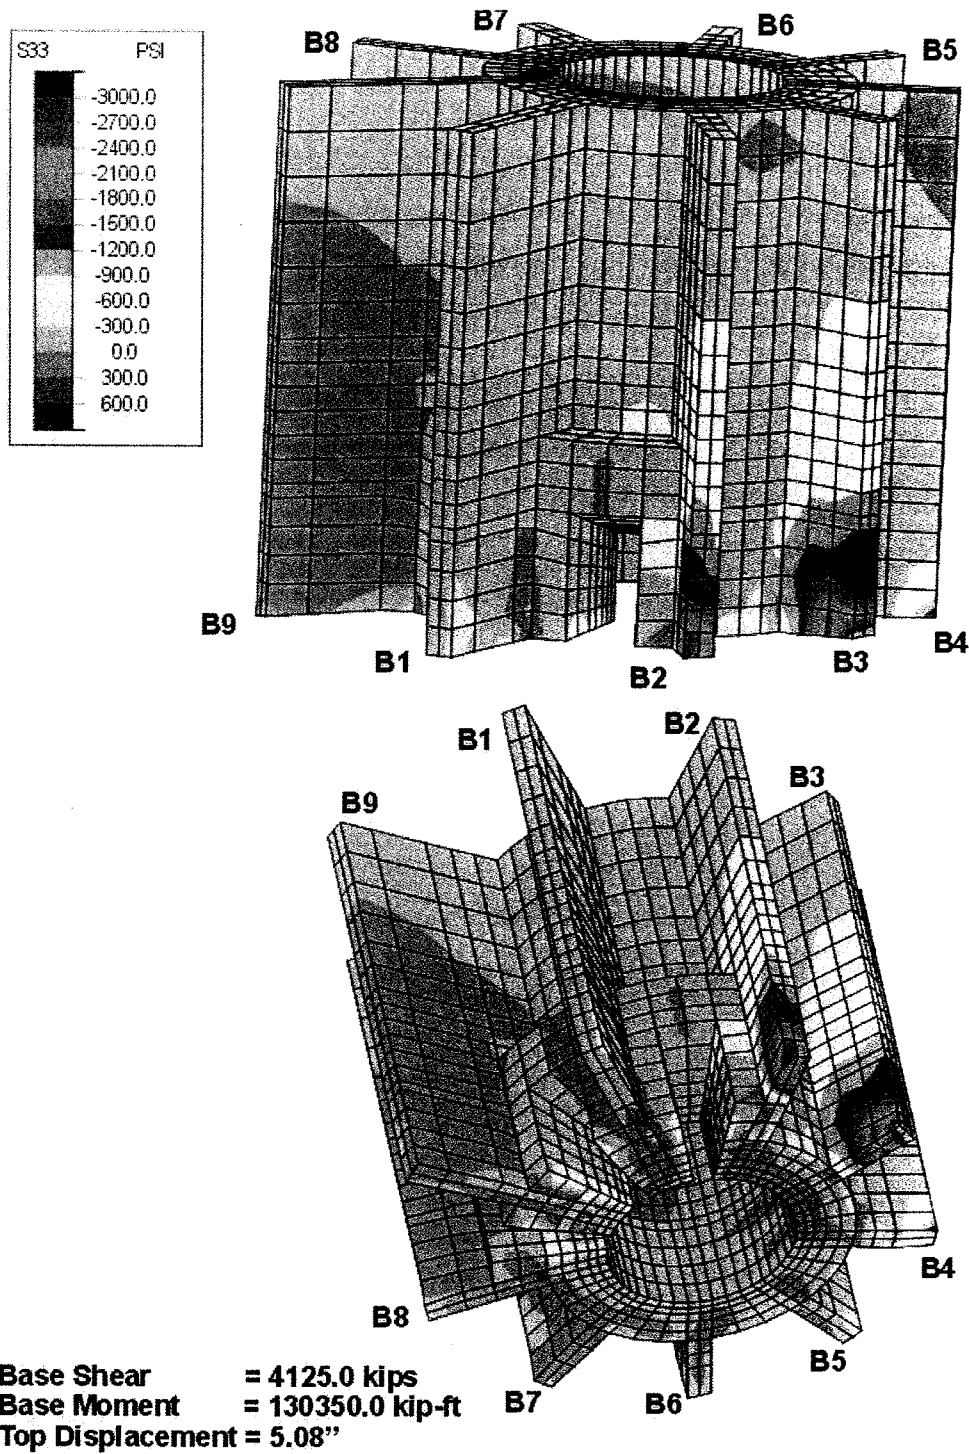 S33 PSI
-3000.0
-2700.0
-2400.0
-2100.0
-1800.0
-1500.0
-1200.0
-900.0
-600.0
-300.0
0.0
300.0
600.0
B8
B7
B6
B5
B9
B1
B2
B3
B4
B1
B2
B3
B9
B4
B8
B5
B7
B6
Base Shear = 4125.0 kips
Base Moment = 130350.0 kip-ft
Top Displacement = 5.08”